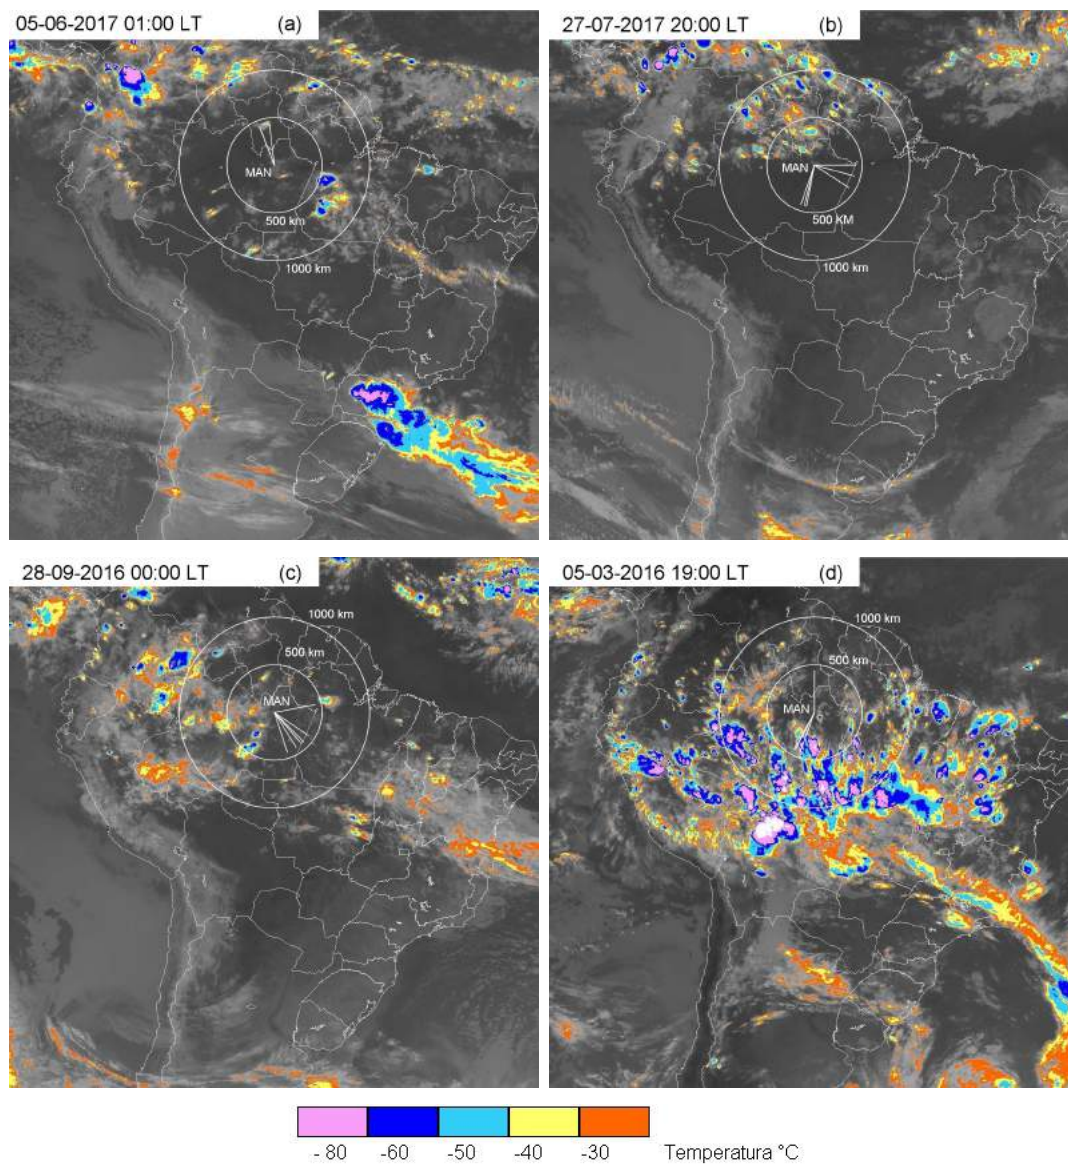 05-06-2017 01:00 LT (a)
MAN
500 km
1000 km
27-07-2017 20:00 LT (b)
MAN
500 KM
1000 km
28-09-2016 00:00 LT (c)
1000 km
500 km
MAN
05-03-2016 19:00 LT (d)
1000 km
500 km
MAN
- 80 -60 -50 -40 -30 Temperatura °C